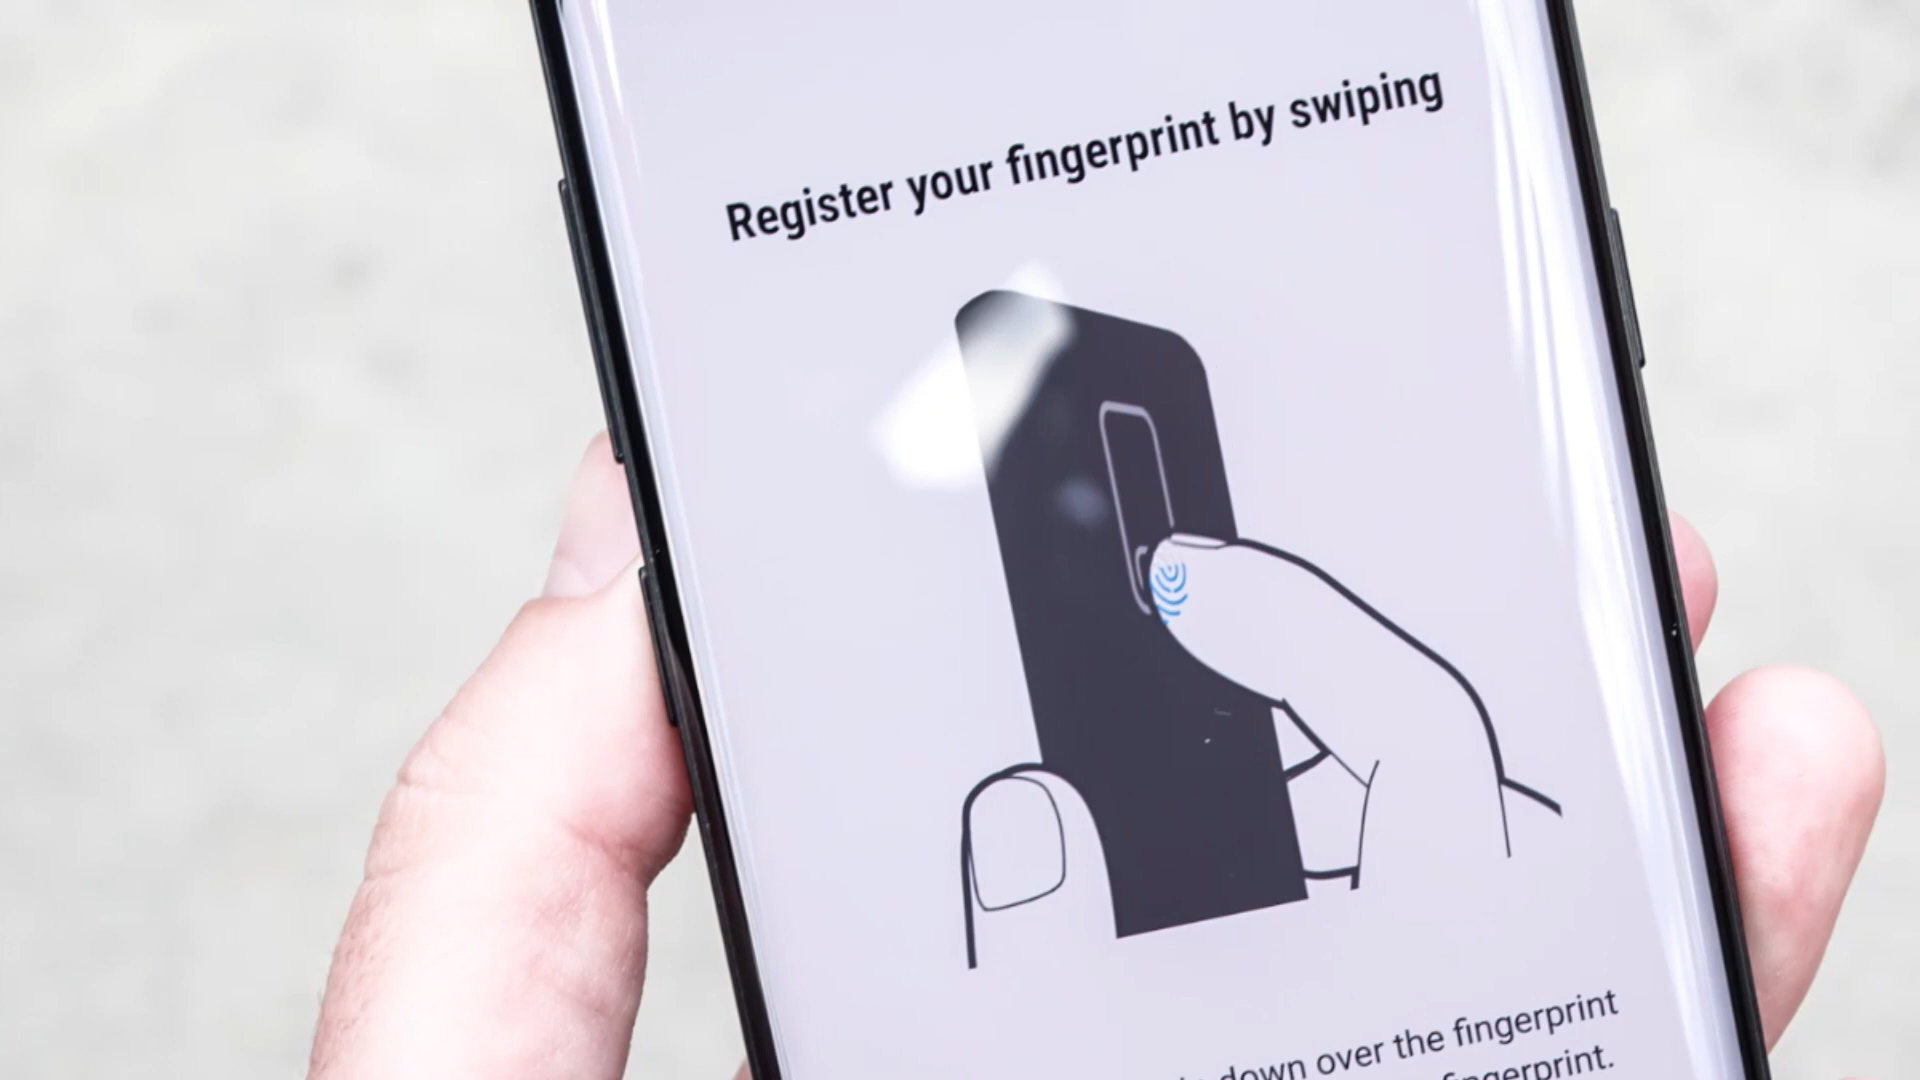 Register your fingerprint by swiping
down over the fingerprint
fingerprint.